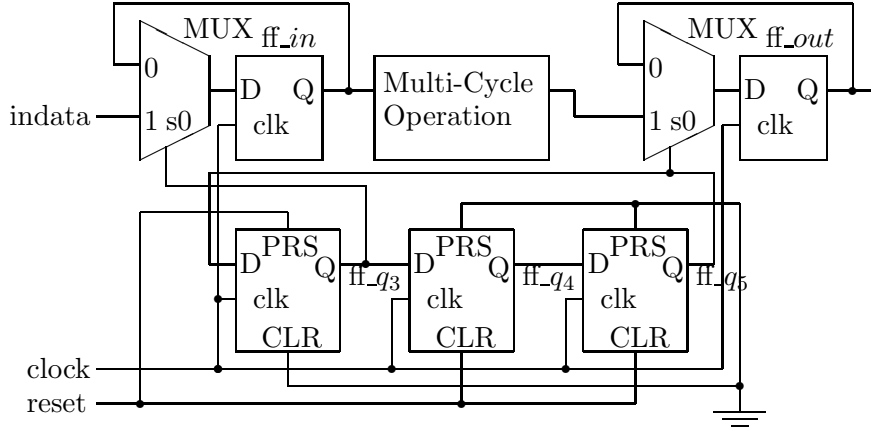 MUX
ff_in
0
D Q
1 s0
clk
indata
Multi-Cycle
Operation
MUX
ff_out
0
D Q
1 s0
clk
PRS
D Q
ff_q3
clk
CLR
PRS
D Q
ff_q4
clk
CLR
PRS
D Q
ff_q5
clk
CLR
clock
reset